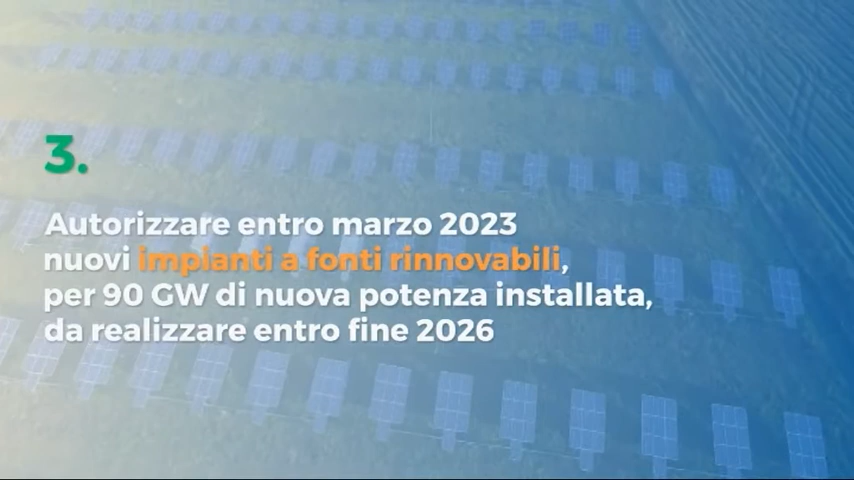 3.
Autorizzare entro marzo 2023
nuovi impianti a fonti rinnovabili,
per 90 GW di nuova potenza installata,
da realizzare entro fine 2026